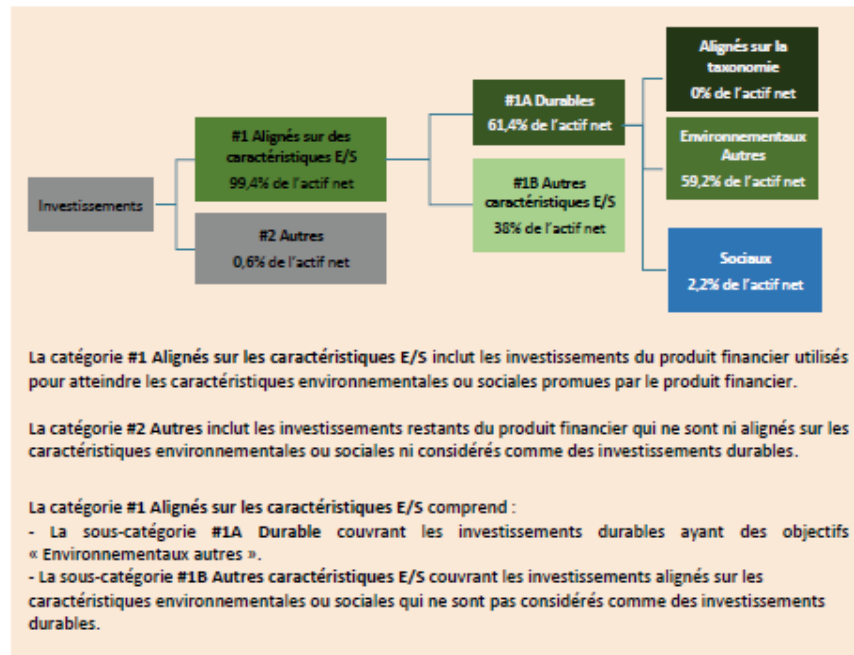 Alignés sur la
taxonomie
0% de l'actif net
#1A Durables
61,4% de l'actif net
#1 Alignés sur des
caractéristiques E/S
99,4% de l'actif net
Environnementaux
Autres
59,2% de l'actif net
#1B Autres
caractéristiques E/S
38% de l'actif net
Investissements
#2 Autres
0,6% de l'actif net
Sociaux
2,2% de l'actif net
La catégorie #1 Alignés sur les caractéristiques E/S inclut les investissements du produit financier utilisés
pour atteindre les caractéristiques environnementales ou sociales promues par le produit financier.
La catégorie #2 Autres inclut les investissements restants du produit financier qui ne sont ni alignés sur les
caractéristiques environnementales ou sociales ni considérés comme des investissements durables.
La catégorie #1 Alignés sur les caractéristiques E/S comprend :
- La sous-catégorie #1A Durable couvrant les investissements durables ayant des objectifs
« Environnementaux autres ».
- La sous-catégorie #1B Autres caractéristiques E/S couvrant les investissements alignés sur les
caractéristiques environnementales ou sociales qui ne sont pas considérés comme des investissements
durables.